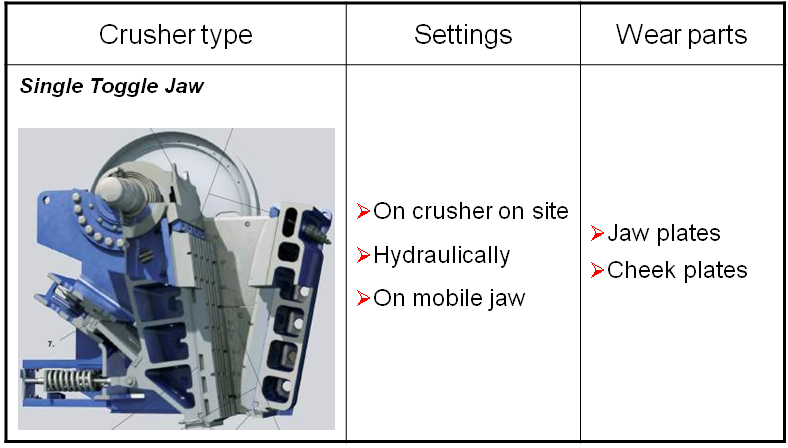 Crusher type
Settings
Wear parts
Single Toggle Jaw
On crusher on site
Hydraulically
On mobile jaw
Jaw plates
Cheek plates
7.